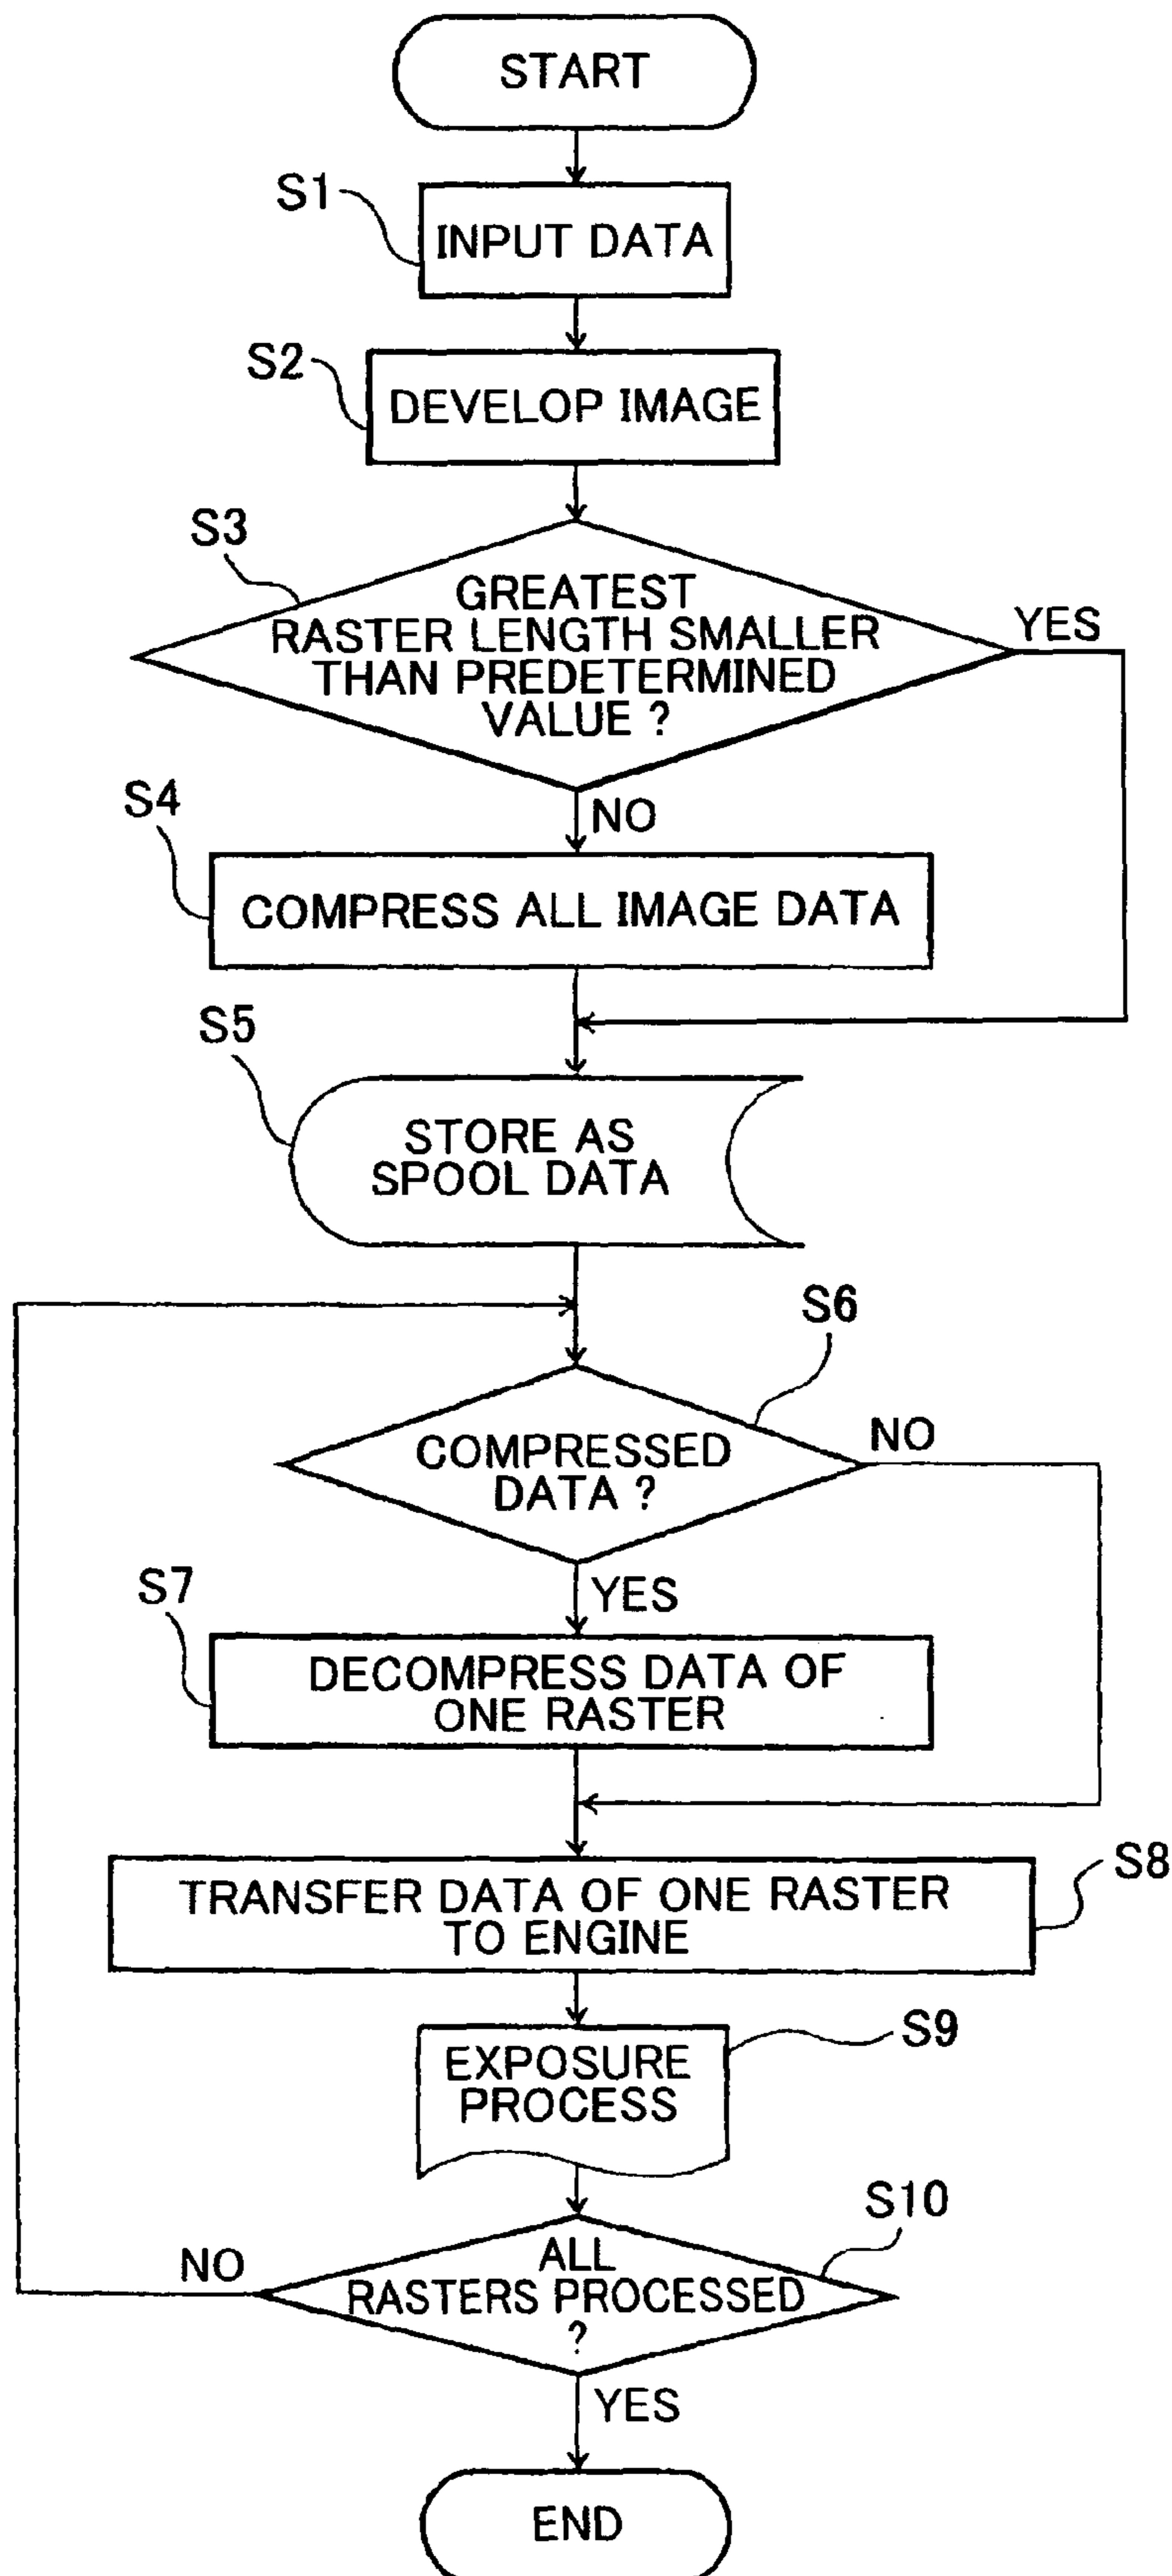 START
S1
INPUT DATA
S2
DEVELOP IMAGE
S3
GREATEST
RASTER LENGTH SMALLER
THAN PREDETERMINED
VALUE ?
YES
NO
S4
COMPRESS ALL IMAGE DATA
S5
STORE AS
SPOOL DATA
S6
COMPRESSED
DATA ?
NO
YES
S7
DECOMPRESS DATA OF
ONE RASTER
S8
TRANSFER DATA OF ONE RASTER
TO ENGINE
S9
EXPOSURE
PROCESS
S10
ALL
RASTERS PROCESSED
?
NO
YES
END